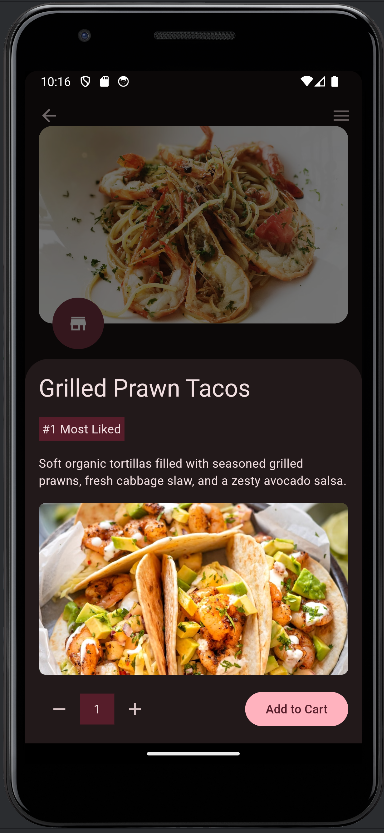 10:16
Grilled Prawn Tacos
#1 Most Liked
Soft organic tortillas filled with seasoned grilled
prawns, fresh cabbage slaw, and a zesty avocado salsa.
1
Add to Cart